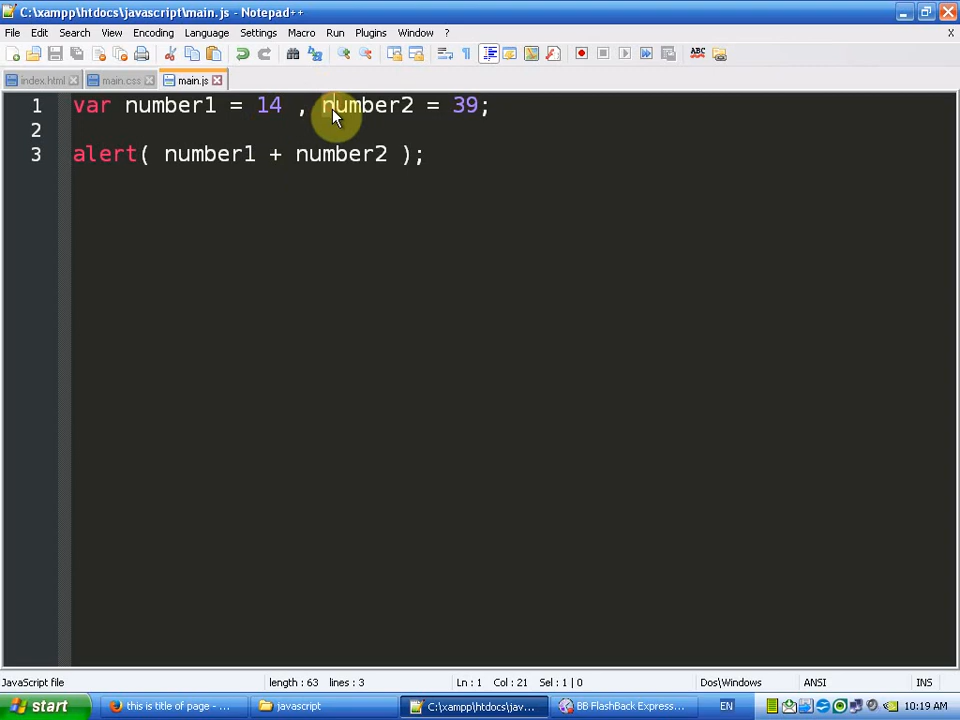 C:\xampp\htdocs\javascript\main.js - Notepad++
File Edit Search View Encoding Language Settings Macro Run Plugins Window ? X
ABC
index.html main.css main.js
1 var number1 = 14 , number2 = 39;
2
3 alert( number1 + number2 );
JavaScript file length : 63 lines : 3 Ln : 1 Col : 21 Sel : 1 | 0 Dos\Windows ANSI INS
start this is title of page - ... javascript C:\xampp\htdocs\jav... BB FlashBack Express... EN 10:19 AM